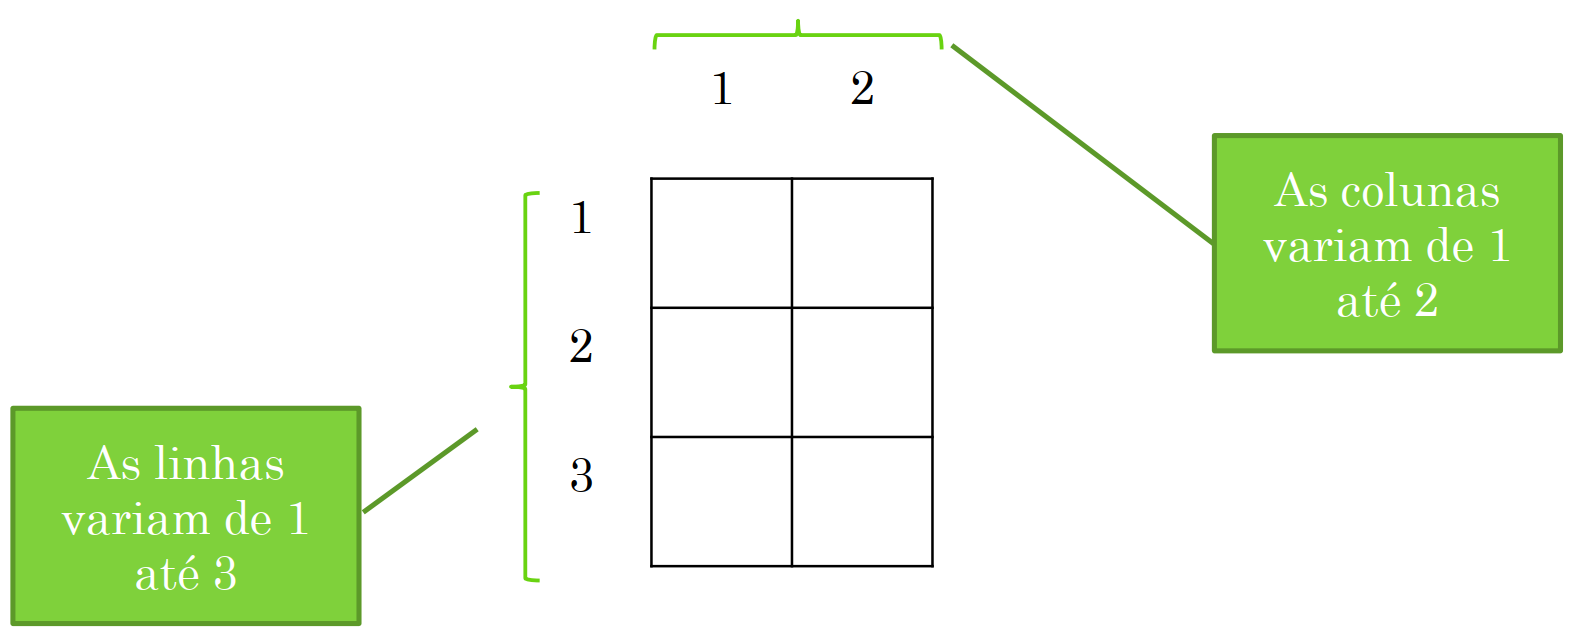 1 2
As colunas
variam de 1
até 2
1
2
3
As linhas
variam de 1
até 3